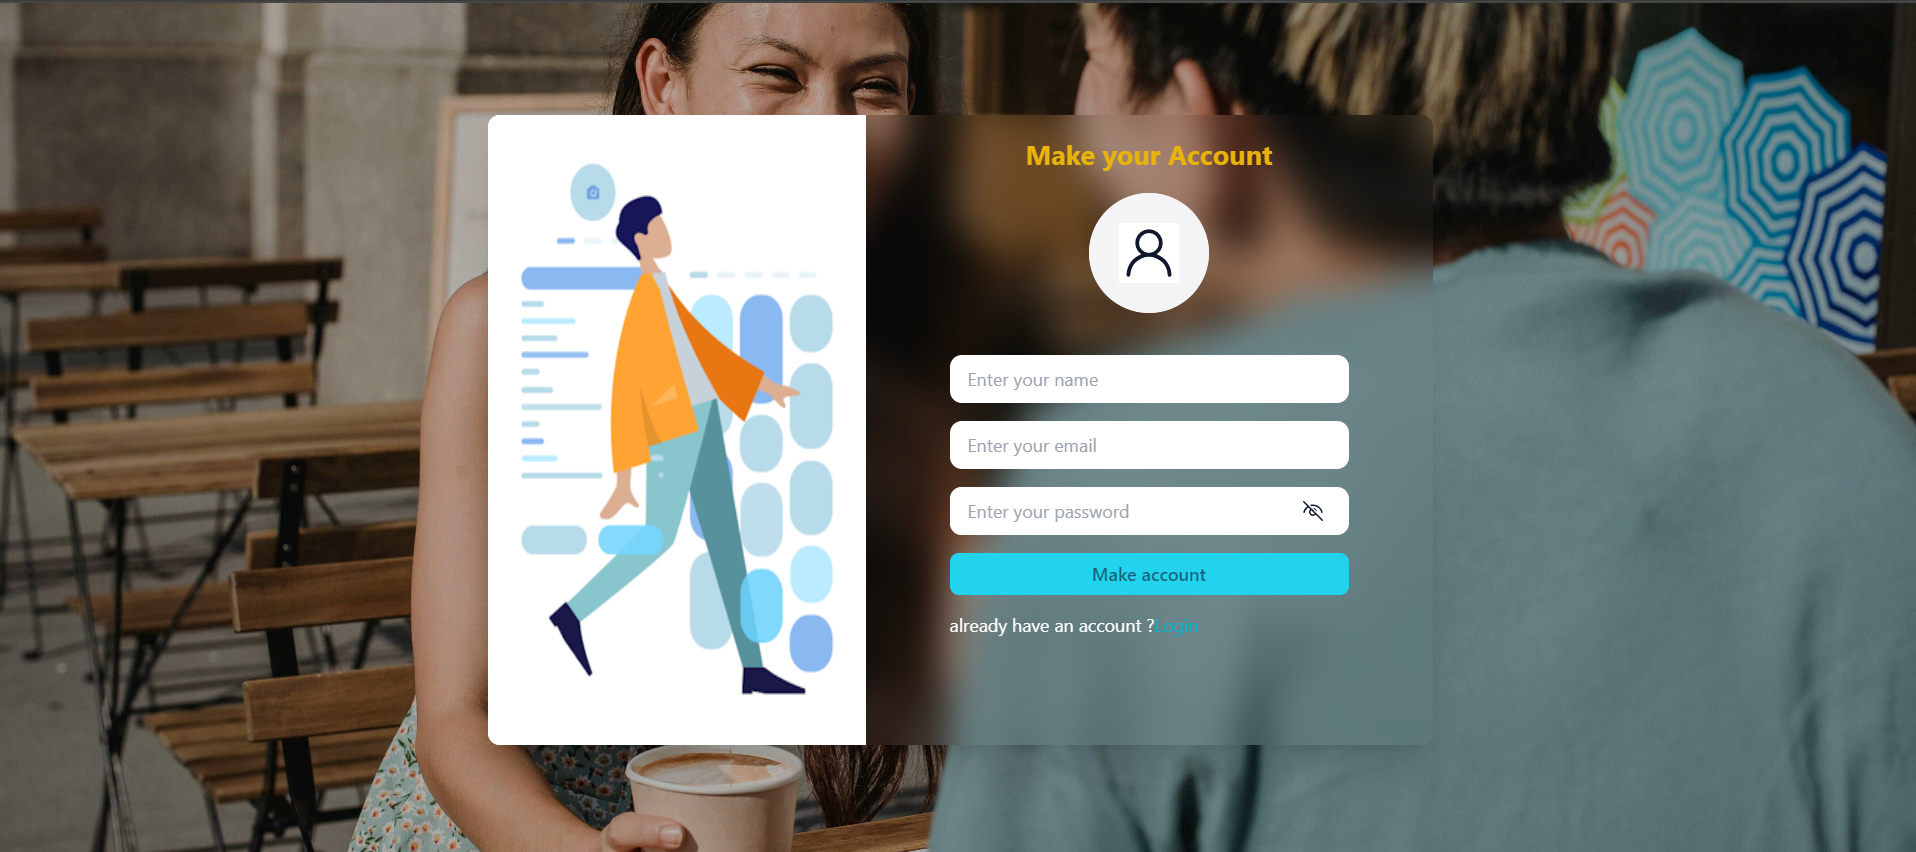 Make your Account
Enter your name
Enter your email
Enter your password
Make account
already have an account ?Login